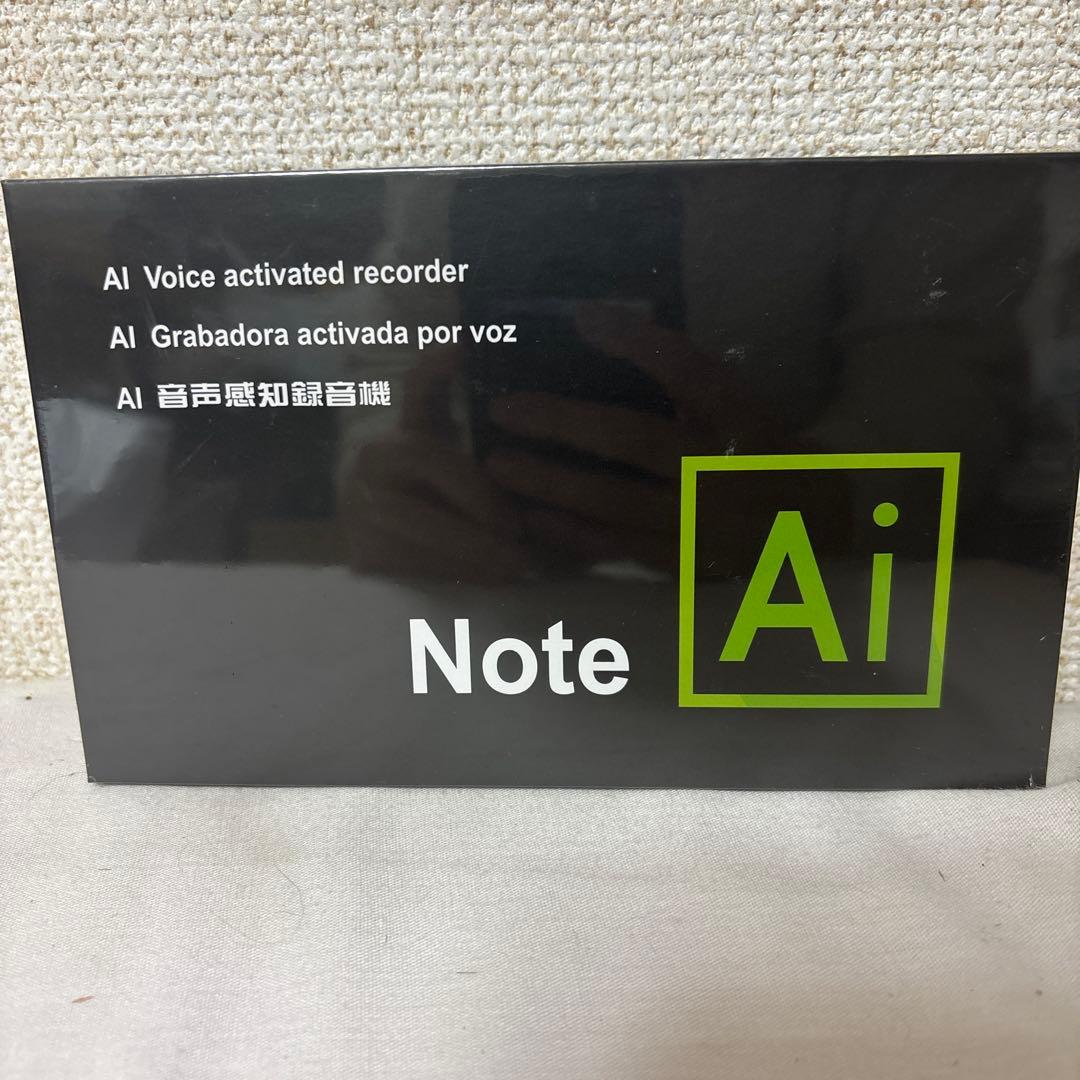 AI Voice activated recorder
AI Grabadora activada por voz
AI 音声感知録音機
Note Ai